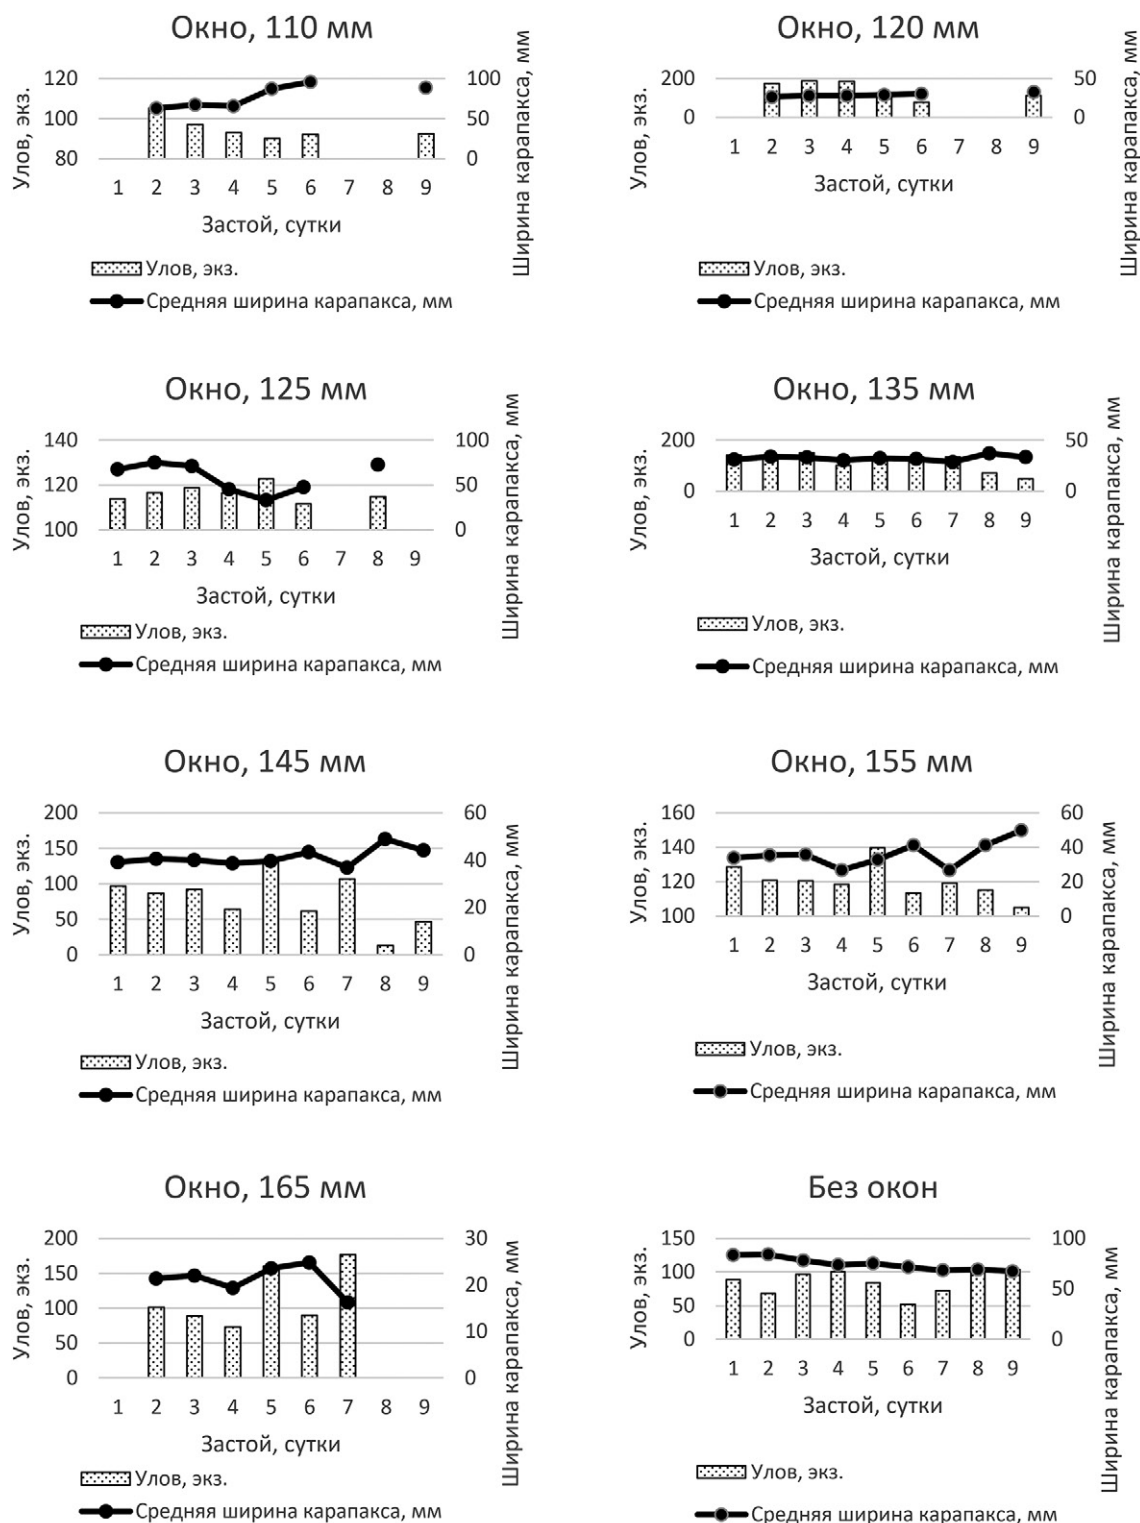 Окно, 110 мм
120
100
80
100
50
0
Улов, экз.
Ширина карапакса, мм
1 2 3 4 5 6 7 8 9
Застой, сутки
Улов, экз.
Средняя ширина карапакса, мм
Окно, 120 мм
200
0
50
0
Улов, экз.
Ширина карапакса, мм
1 2 3 4 5 6 7 8 9
Застой, сутки
Улов, экз.
Средняя ширина карапакса, мм
Окно, 125 мм
140
120
100
100
50
0
Улов, экз.
Ширина карапакса, мм
1 2 3 4 5 6 7 8 9
Застой, сутки
Улов, экз.
Средняя ширина карапакса, мм
Окно, 135 мм
200
0
50
0
Улов, экз.
Ширина карапакса, мм
1 2 3 4 5 6 7 8 9
Застой, сутки
Улов, экз.
Средняя ширина карапакса, мм
Окно, 145 мм
200
150
100
50
0
60
40
20
0
Улов, экз.
Ширина карапакса, мм
1 2 3 4 5 6 7 8 9
Застой, сутки
Улов, экз.
Средняя ширина карапакса, мм
Окно, 155 мм
160
140
120
100
60
40
20
0
Улов, экз.
Ширина карапакса, мм
1 2 3 4 5 6 7 8 9
Застой, сутки
Улов, экз.
Средняя ширина карапакса, мм
Окно, 165 мм
200
150
100
50
0
30
20
10
0
Улов, экз.
Ширина карапакса, мм
1 2 3 4 5 6 7 8 9
Застой, сутки
Улов, экз.
Средняя ширина карапакса, мм
Без окон
150
100
50
0
100
50
0
Улов, экз.
Ширина карапакса, мм
1 2 3 4 5 6 7 8 9
Застой, сутки
Улов, экз.
Средняя ширина карапакса, мм